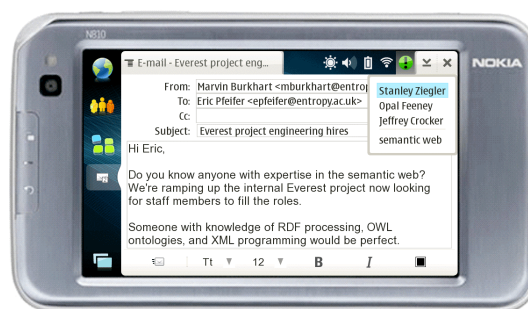 N810
NOKIA
E-mail - Everest project eng...
From: Marvin Burkhart <mburkhart@entrop
To: Eric Pfeifer <epfeifer@entropy.ac.uk>
Cc:
Subject: Everest project engineering hires
Stanley Ziegler
Opal Feeney
Jeffrey Crocker
semantic web
Hi Eric,
Do you know anyone with expertise in the semantic web?
We're ramping up the internal Everest project now looking
for staff members to fill the roles.
Someone with knowledge of RDF processing, OWL
ontologies, and XML programming would be perfect.
Tt 12 B I